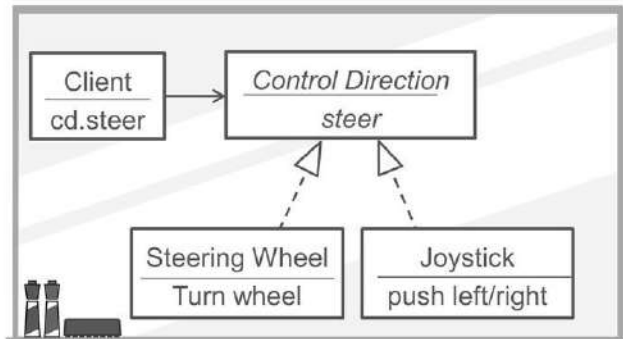 Client
cd.steer
Control Direction
steer
Steering Wheel
Turn wheel
Joystick
push left/right